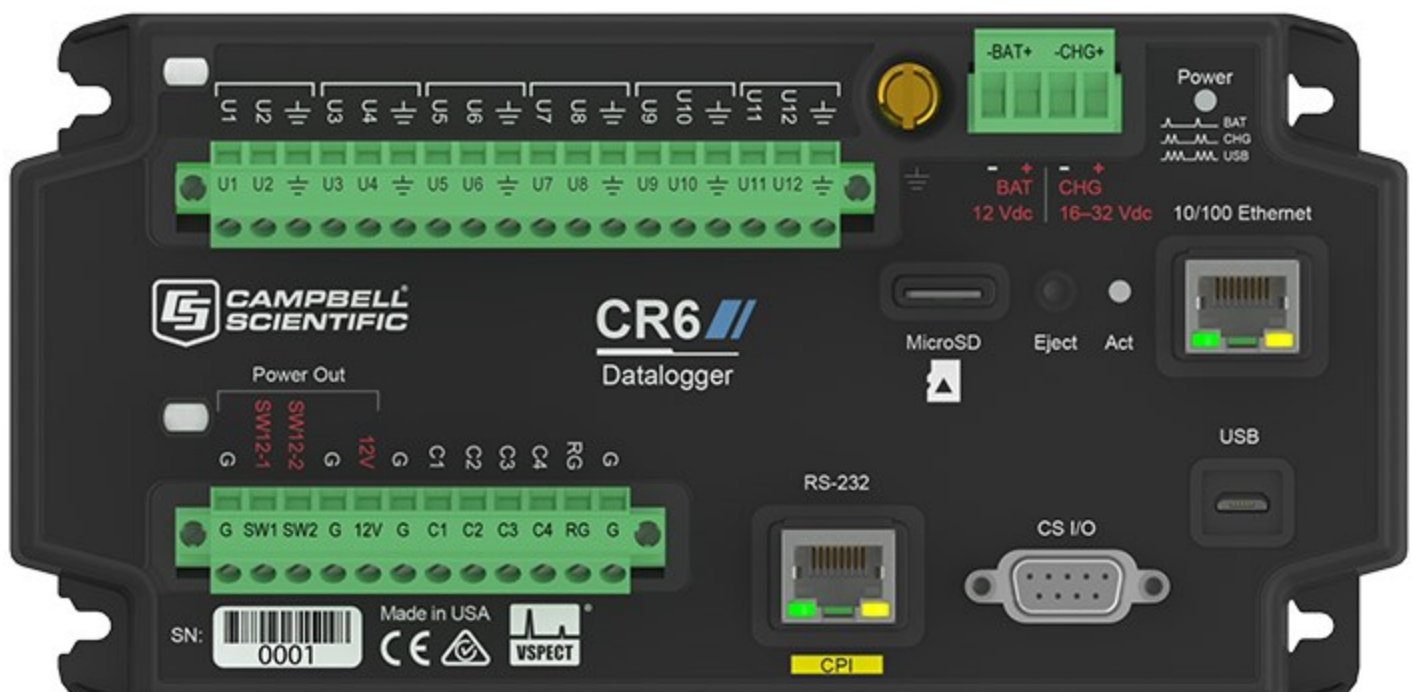 -BAT+ -CHG+
Power
BAT
CHG
USB
U1 U2 U3 U4 U5 U6 U7 U8 U9 U10 U11 U12
U1 U2 U3 U4 U5 U6 U7 U8 U9 U10 U11 U12
- + - +
BAT CHG
12 Vdc 16–32 Vdc
10/100 Ethernet
CAMPBELL®
SCIENTIFIC
CR6
Datalogger
MicroSD Eject Act
Power Out
G SW12-1 SW12-2 G 12V G C1 C2 C3 C4 RG G
G SW1 SW2 G 12V G C1 C2 C3 C4 RG G
USB
RS-232
CS I/O
CPI
SN:
0001
Made in USA
CE
VSPECT®